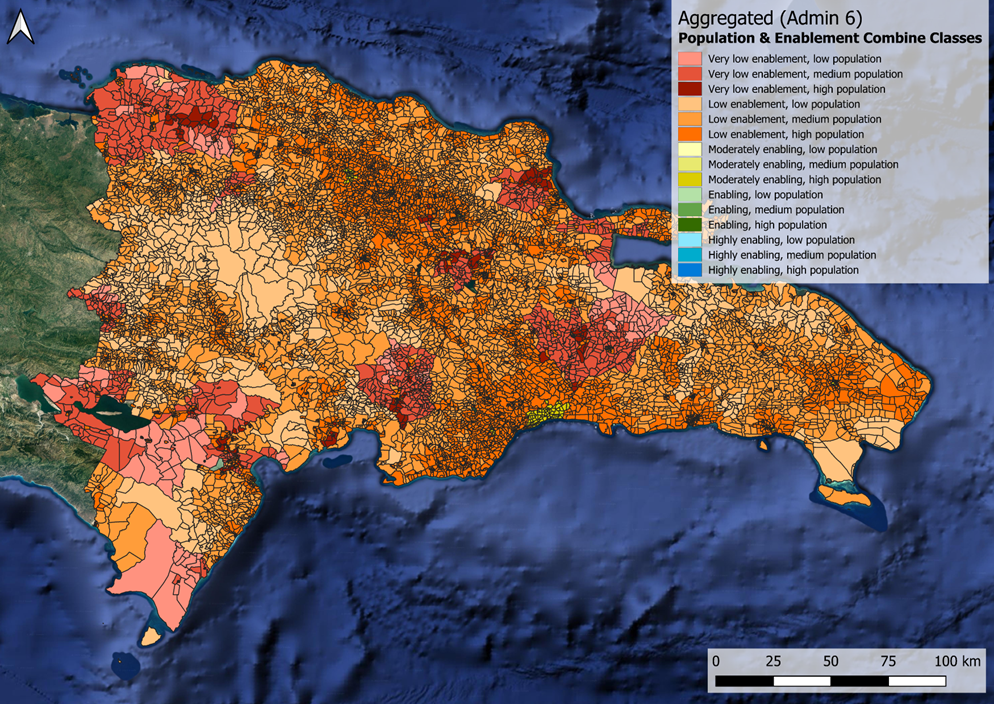 Aggregated (Admin 6)
Population & Enablement Combine Classes
Very low enablement, low population
Very low enablement, medium population
Very low enablement, high population
Low enablement, low population
Low enablement, medium population
Low enablement, high population
Moderately enabling, low population
Moderately enabling, medium population
Moderately enabling, high population
Enabling, low population
Enabling, medium population
Enabling, high population
Highly enabling, low population
Highly enabling, medium population
Highly enabling, high population
0 25 50 75 100 km